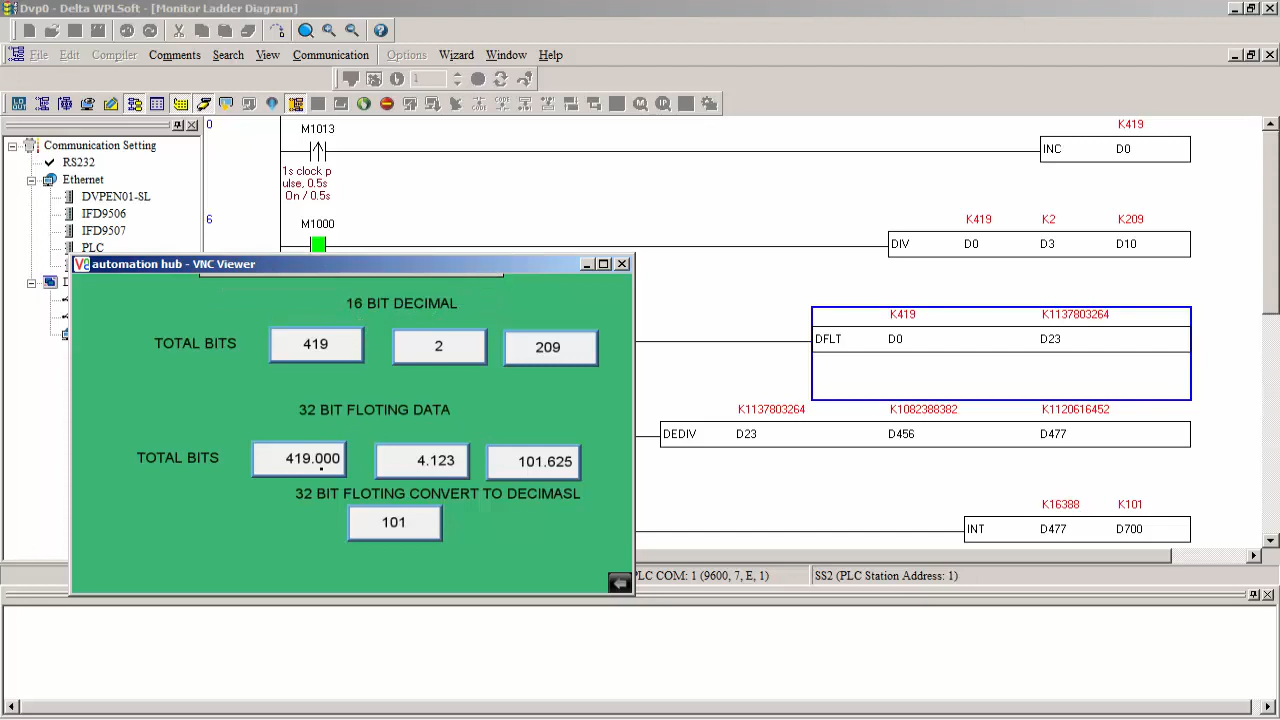 Dvp0 - Delta WPLSoft - [Monitor Ladder Diagram)
File Edit Compiler Comments Search View Communication Options Wizard Window Help
1
Communication Setting
RS232
Ethernet
DVPEN01-SL
IFD9506
IFD9507
PLC
0
M1013
1s clock p
ulse, 0.5s
On / 0.5s
K419
INC D0
6
M1000
K419 K2 K209
DIV D0 D3 D10
K419 K1137803264
DFLT D0 D23
K1137803264 K1082388382 K1120616452
DEDIV D23 D456 D477
K16388 K101
INT D477 D700
automation hub - VNC Viewer
16 BIT DECIMAL
TOTAL BITS 419 2 209
32 BIT FLOTING DATA
TOTAL BITS 419.000 4.123 101.625
32 BIT FLOTING CONVERT TO DECIMASL
101
PLC COM: 1 (9600, 7, E, 1) SS2 (PLC Station Address: 1)